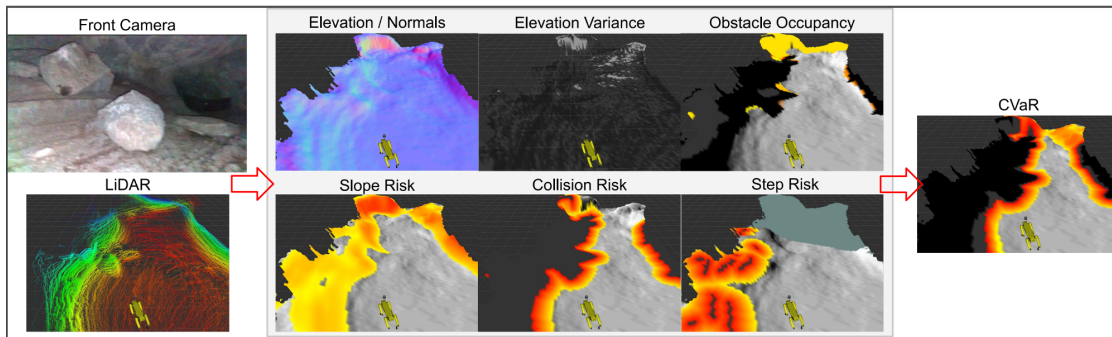 Front Camera
Elevation / Normals
Elevation Variance
Obstacle Occupancy
CVaR
LiDAR
Slope Risk
Collision Risk
Step Risk